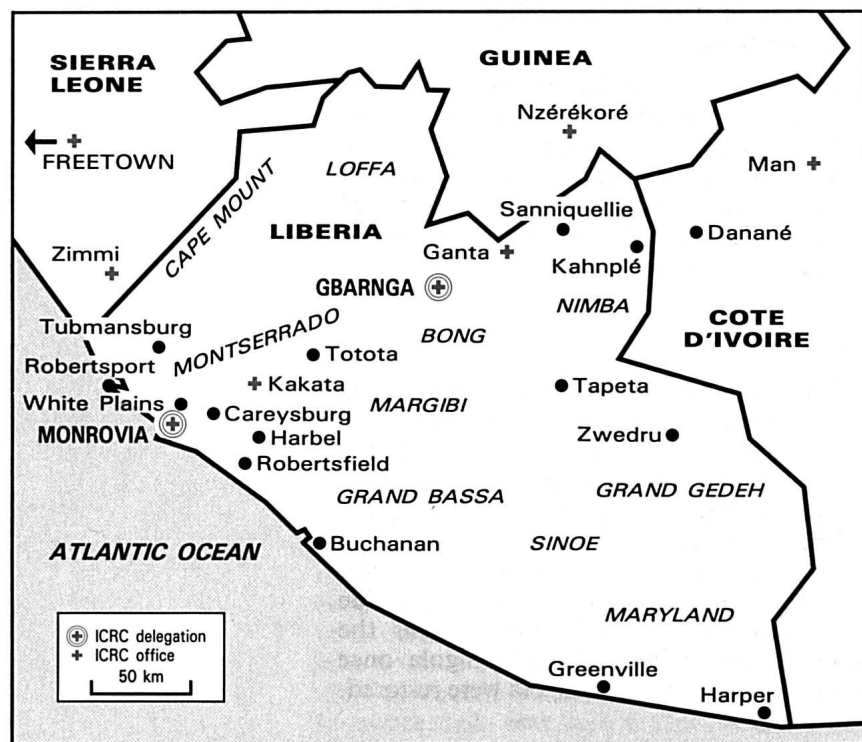 SIERRA
LEONE
GUINEA
Nzérékoré
FREETOWN
LOFFA
Man
CAPE MOUNT
Sanniquellie
LIBERIA
Danané
Zimmi
Ganta
Kahnplé
GBARNGA
NIMBA
COTE
D'IVOIRE
Tubmansburg
MONTSERRADO
BONG
Totota
Robertsport
Kakata
Tapeta
White Plains
MARGIBI
Careysburg
MONROVIA
Harbel
Zwedru
Robertsfield
GRAND BASSA
GRAND GEDEH
ATLANTIC OCEAN
Buchanan
SINOE
MARYLAND
ICRC delegation
ICRC office
50 km
Greenville
Harper